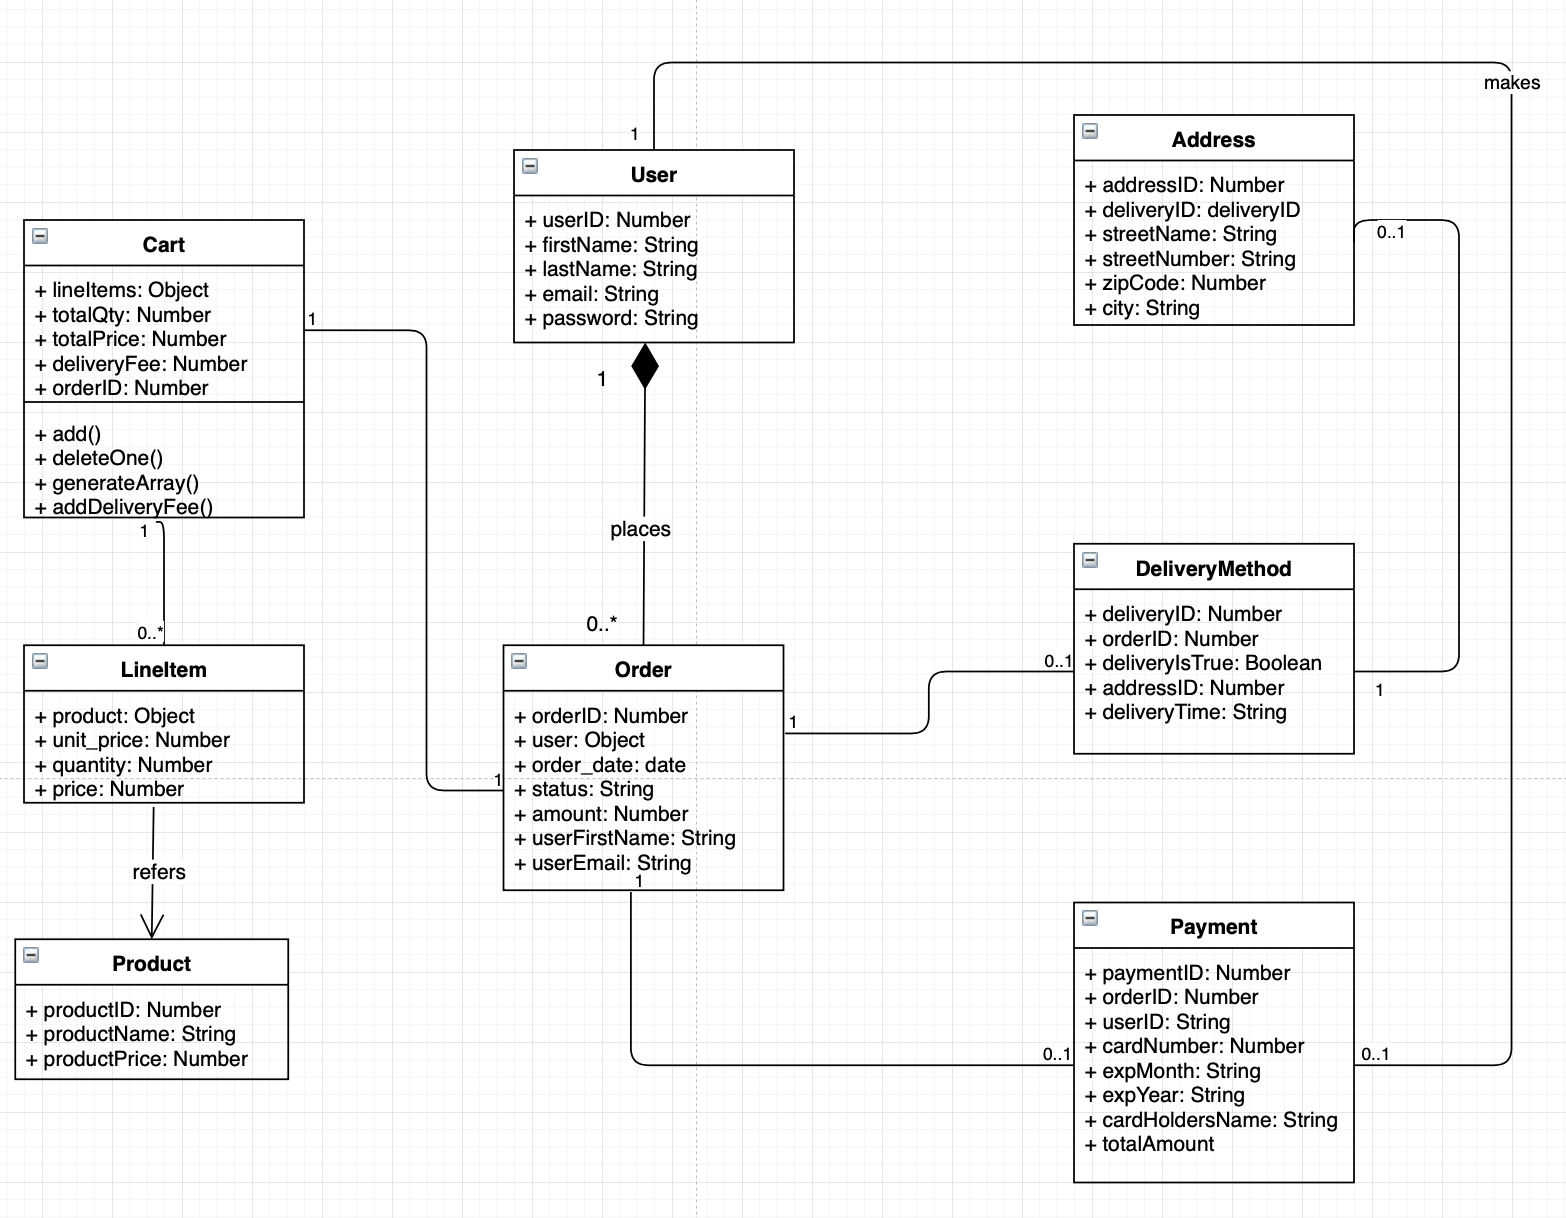 makes
1
User
+ userID: Number
+ firstName: String
+ lastName: String
+ email: String
+ password: String
1
places
0..*
Address
+ addressID: Number
+ deliveryID: deliveryID
+ streetName: String
+ streetNumber: String
+ zipCode: Number
+ city: String
0..1
Cart
+ lineItems: Object
+ totalQty: Number
+ totalPrice: Number
+ deliveryFee: Number
+ orderID: Number
+ add()
+ deleteOne()
+ generateArray()
+ addDeliveryFee()
1
1
0..*
LineItem
+ product: Object
+ unit_price: Number
+ quantity: Number
+ price: Number
refers
Product
+ productID: Number
+ productName: String
+ productPrice: Number
1
Order
+ orderID: Number
+ user: Object
+ order_date: date
+ status: String
+ amount: Number
+ userFirstName: String
+ userEmail: String
1
1
0..1
DeliveryMethod
+ deliveryID: Number
+ orderID: Number
+ deliveryIsTrue: Boolean
+ addressID: Number
+ deliveryTime: String
1
0..1
Payment
+ paymentID: Number
+ orderID: Number
+ userID: String
+ cardNumber: Number
+ expMonth: String
+ expYear: String
+ cardHoldersName: String
+ totalAmount
0..1